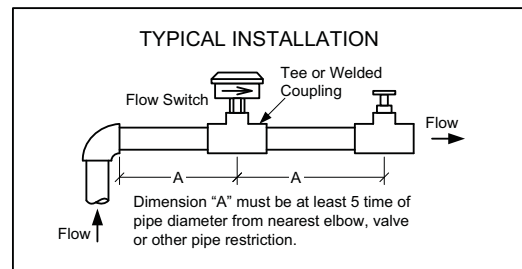 TYPICAL INSTALLATION
Tee or Welded
Coupling
Flow Switch
Flow
A
A
Dimension “A” must be at least 5 time of
pipe diameter from nearest elbow, valve
or other pipe restriction.
Flow